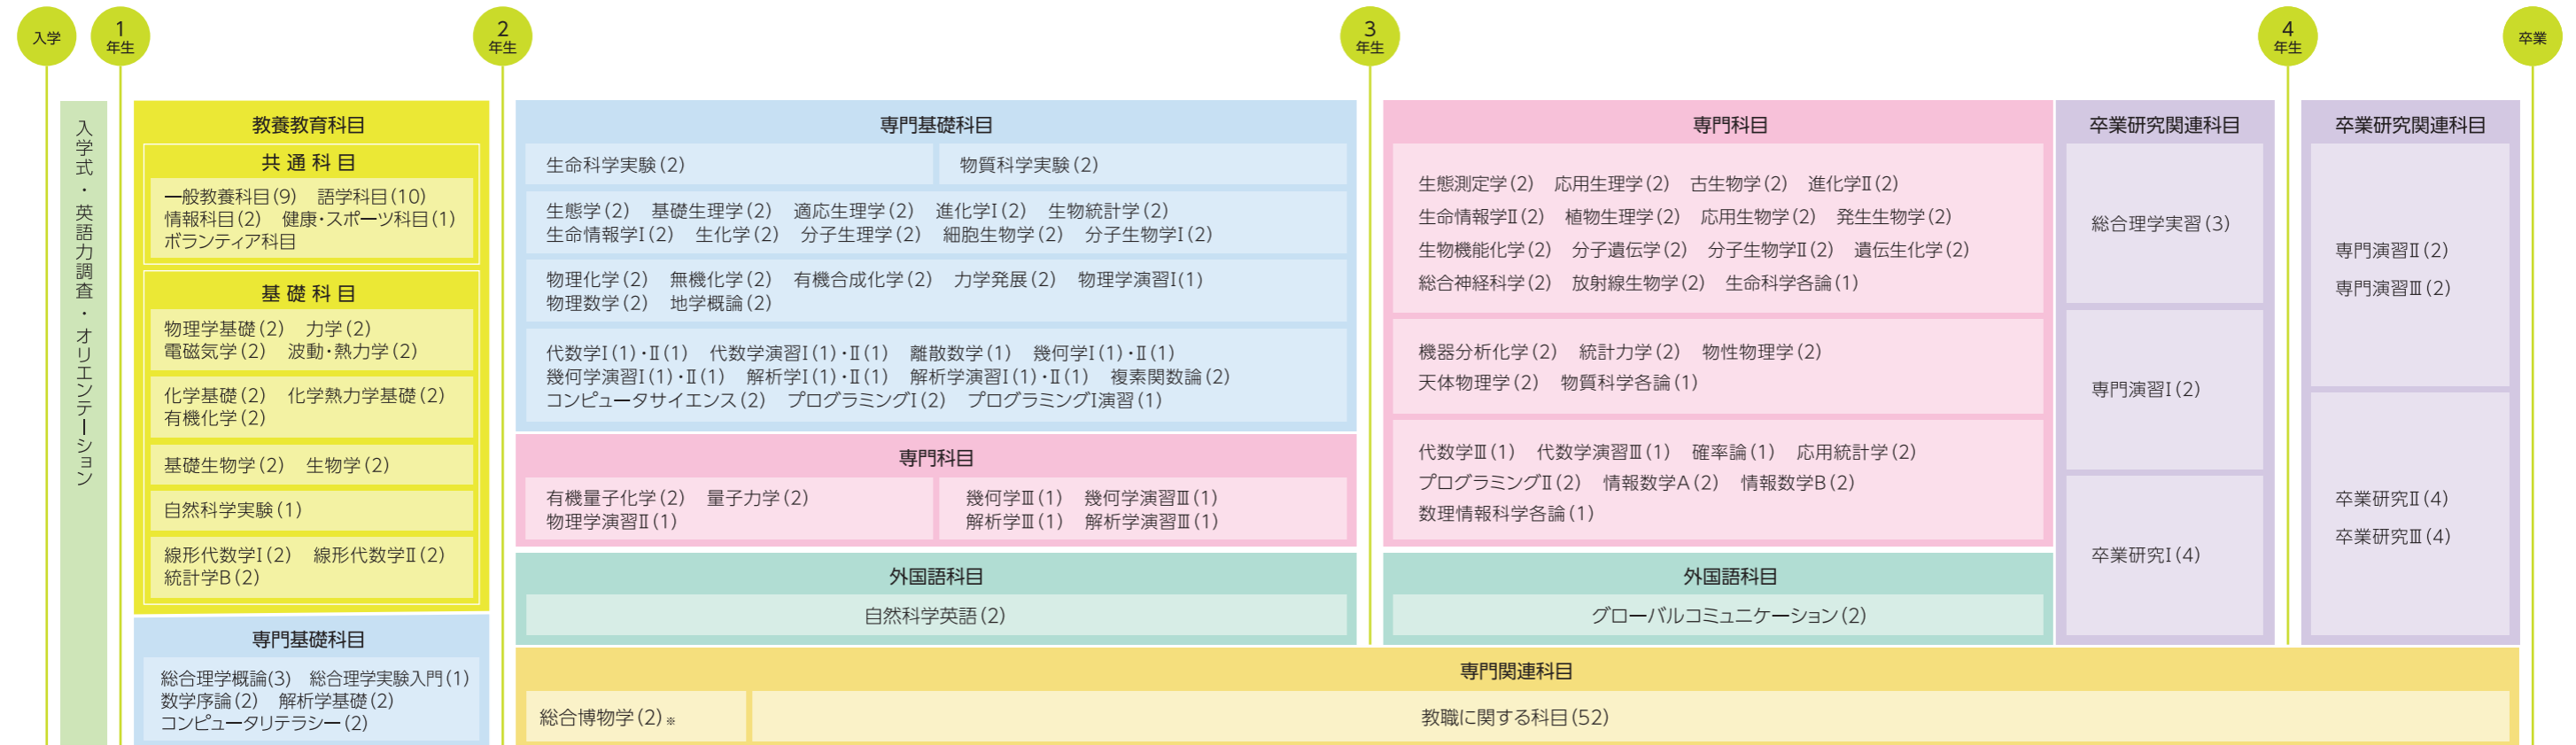 入学
1
年生
2
年生
3
年生
4
年生
卒業
入学式・英語力調査・オリエンテーション
教養教育科目
共通科目
一般教養科目(9) 語学科目(10)
情報科目(2) 健康・スポーツ科目(1)
ボランティア科目
基礎科目
物理学基礎(2) 力学(2)
電磁気学(2) 波動・熱力学(2)
化学基礎(2) 化学熱力学基礎(2)
有機化学(2)
基礎生物学(2) 生物学(2)
自然科学実験(1)
線形代数学Ⅰ(2) 線形代数学Ⅱ(2)
統計学B(2)
専門基礎科目
総合理学概論(3) 総合理学実験入門(1)
数学序論(2) 解析学基礎(2)
コンピュータリテラシー(2)
専門基礎科目
生命科学実験(2)
物質科学実験(2)
生態学(2) 基礎生理学(2) 適応生理学(2) 進化学Ⅰ(2) 生物統計学(2)
生命情報学Ⅰ(2) 生化学(2) 分子生理学(2) 細胞生物学(2) 分子生物学Ⅰ(2)
物理化学(2) 無機化学(2) 有機合成化学(2) 力学発展(2) 物理学演習Ⅰ(1)
物理数学(2) 地学概論(2)
代数学Ⅰ(1)・Ⅱ(1) 代数学演習Ⅰ(1)・Ⅱ(1) 離散数学(1) 幾何学Ⅰ(1)・Ⅱ(1)
幾何学演習Ⅰ(1)・Ⅱ(1) 解析学Ⅰ(1)・Ⅱ(1) 解析学演習Ⅰ(1)・Ⅱ(1) 複素関数論(2)
コンピュータサイエンス(2) プログラミングⅠ(2) プログラミングⅠ演習(1)
専門科目
有機量子化学(2) 量子力学(2)
物理学演習Ⅱ(1)
幾何学Ⅲ(1) 幾何学演習Ⅲ(1)
解析学Ⅲ(1) 解析学演習Ⅲ(1)
外国語科目
自然科学英語(2)
専門科目
生態測定学(2) 応用生理学(2) 古生物学(2) 進化学Ⅱ(2)
生命情報学Ⅱ(2) 植物生理学(2) 応用生物学(2) 発生生物学(2)
生物機能化学(2) 分子遺伝学(2) 分子生物学Ⅱ(2) 遺伝生化学(2)
総合神経科学(2) 放射線生物学(2) 生命科学各論(1)
機器分析化学(2) 統計力学(2) 物性物理学(2)
天体物理学(2) 物質科学各論(1)
代数学Ⅲ(1) 代数学演習Ⅲ(1) 確率論(1) 応用統計学(2)
プログラミングⅡ(2) 情報数学A(2) 情報数学B(2)
数理情報科学各論(1)
外国語科目
グローバルコミュニケーション(2)
卒業研究関連科目
総合理学実習(3)
専門演習Ⅰ(2)
卒業研究Ⅰ(4)
卒業研究関連科目
専門演習Ⅱ(2)
専門演習Ⅲ(2)
卒業研究Ⅱ(4)
卒業研究Ⅲ(4)
専門関連科目
総合博物学(2)※
教職に関する科目(52)